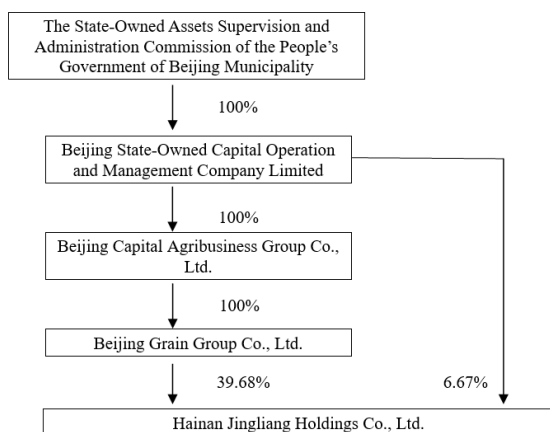 The State-Owned Assets Supervision and
Administration Commission of the People's
Government of Beijing Municipality
100%
Beijing State-Owned Capital Operation
and Management Company Limited
100%
Beijing Capital Agribusiness Group Co.,
Ltd.
100%
Beijing Grain Group Co., Ltd.
39.68%
6.67%
Hainan Jingliang Holdings Co., Ltd.